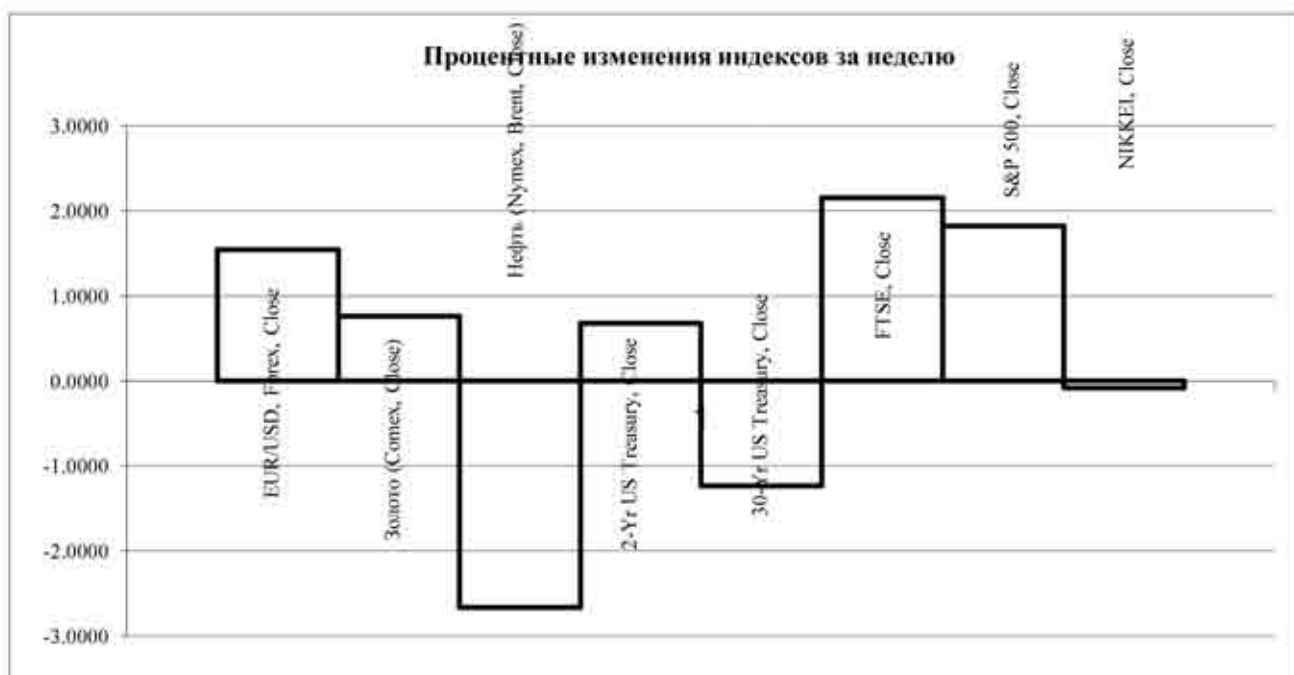 Процентные изменения индексов за неделю
3.0000
2.0000
1.0000
0.0000
-1.0000
-2.0000
-3.0000
EUR/USD, Forex, Close
Золото (Comex, Close)
Нефть (Nymex, Brent, Close)
2-Yr US Treasury, Close
30-Yr US Treasury, Close
FTSE, Close
S&P 500, Close
NIKKEI, Close